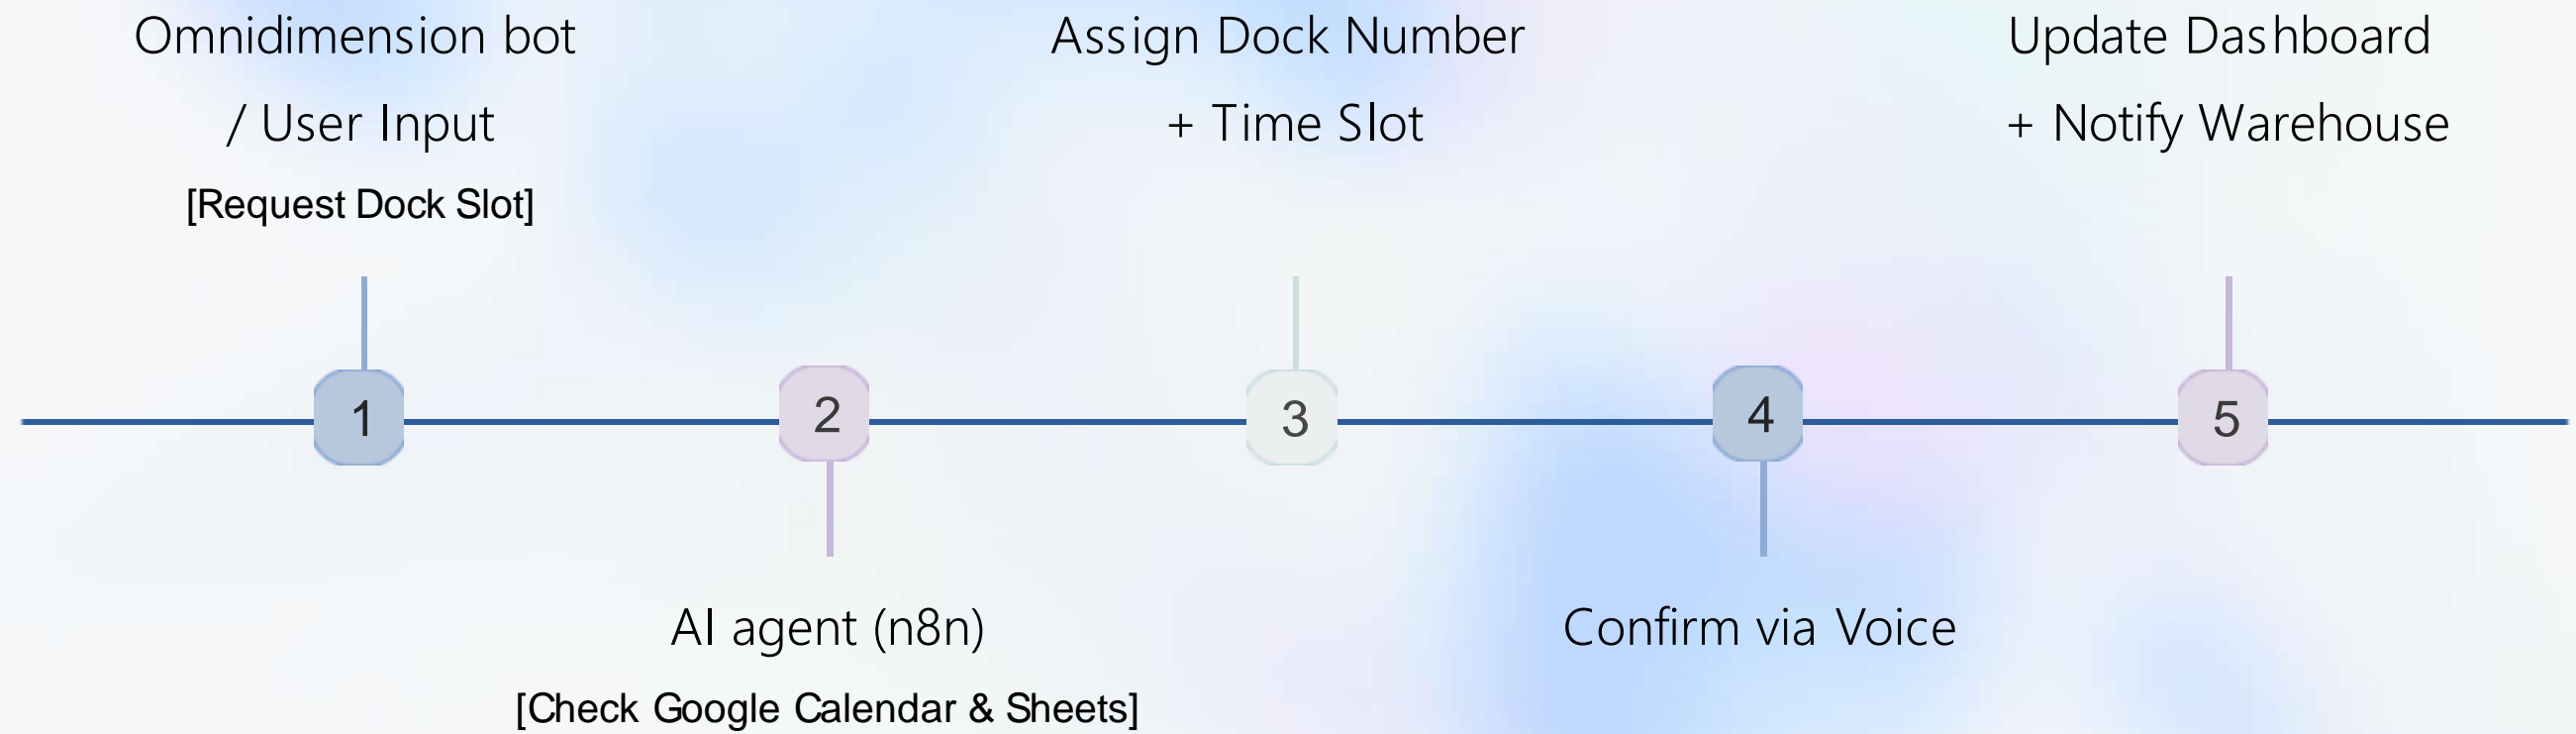 Omnidimension bot
/ User Input
[Request Dock Slot]
1
AI agent (n8n)
[Check Google Calendar & Sheets]
2
Assign Dock Number
+ Time Slot
3
Confirm via Voice
4
Update Dashboard
+ Notify Warehouse
5